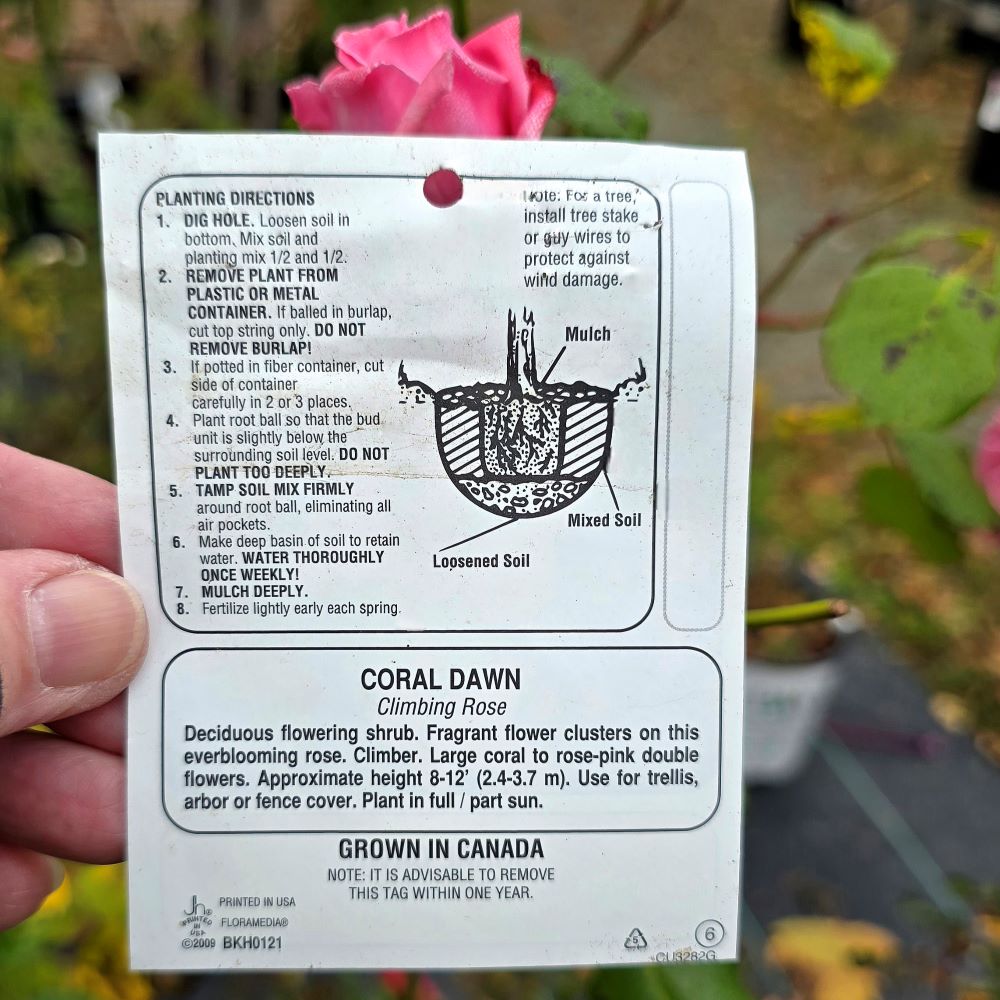 PLANTING DIRECTIONS
1. DIG HOLE. Loosen soil in
bottom. Mix soil and
planting mix 1/2 and 1/2.
2. REMOVE PLANT FROM
PLASTIC OR METAL
CONTAINER. If balled in burlap,
cut top string only. DO NOT
REMOVE BURLAP!
3. If potted in fiber container, cut
side of container
carefully in 2 or 3 places.
4. Plant root ball so that the bud
unit is slightly below the
surrounding soil level. DO NOT
PLANT TOO DEEPLY.
5. TAMP SOIL MIX FIRMLY
around root ball, eliminating all
air pockets.
6. Make deep basin of soil to retain
water. WATER THOROUGHLY
ONCE WEEKLY!
7. MULCH DEEPLY.
8. Fertilize lightly early each spring.
Note: For a tree,
install tree stake
or guy wires to
protect against
wind damage.
Mulch
Mixed Soil
Loosened Soil
CORAL DAWN
Climbing Rose
Deciduous flowering shrub. Fragrant flower clusters on this
everblooming rose. Climber. Large coral to rose-pink double
flowers. Approximate height 8-12' (2.4-3.7 m). Use for trellis,
arbor or fence cover. Plant in full / part sun.
GROWN IN CANADA
NOTE: IT IS ADVISABLE TO REMOVE
THIS TAG WITHIN ONE YEAR.
Jh®
PRINTED
IN
USA
PRINTED IN USA
FLORAMEDIA®
©2009 BKH0121
5
6
CU3282G